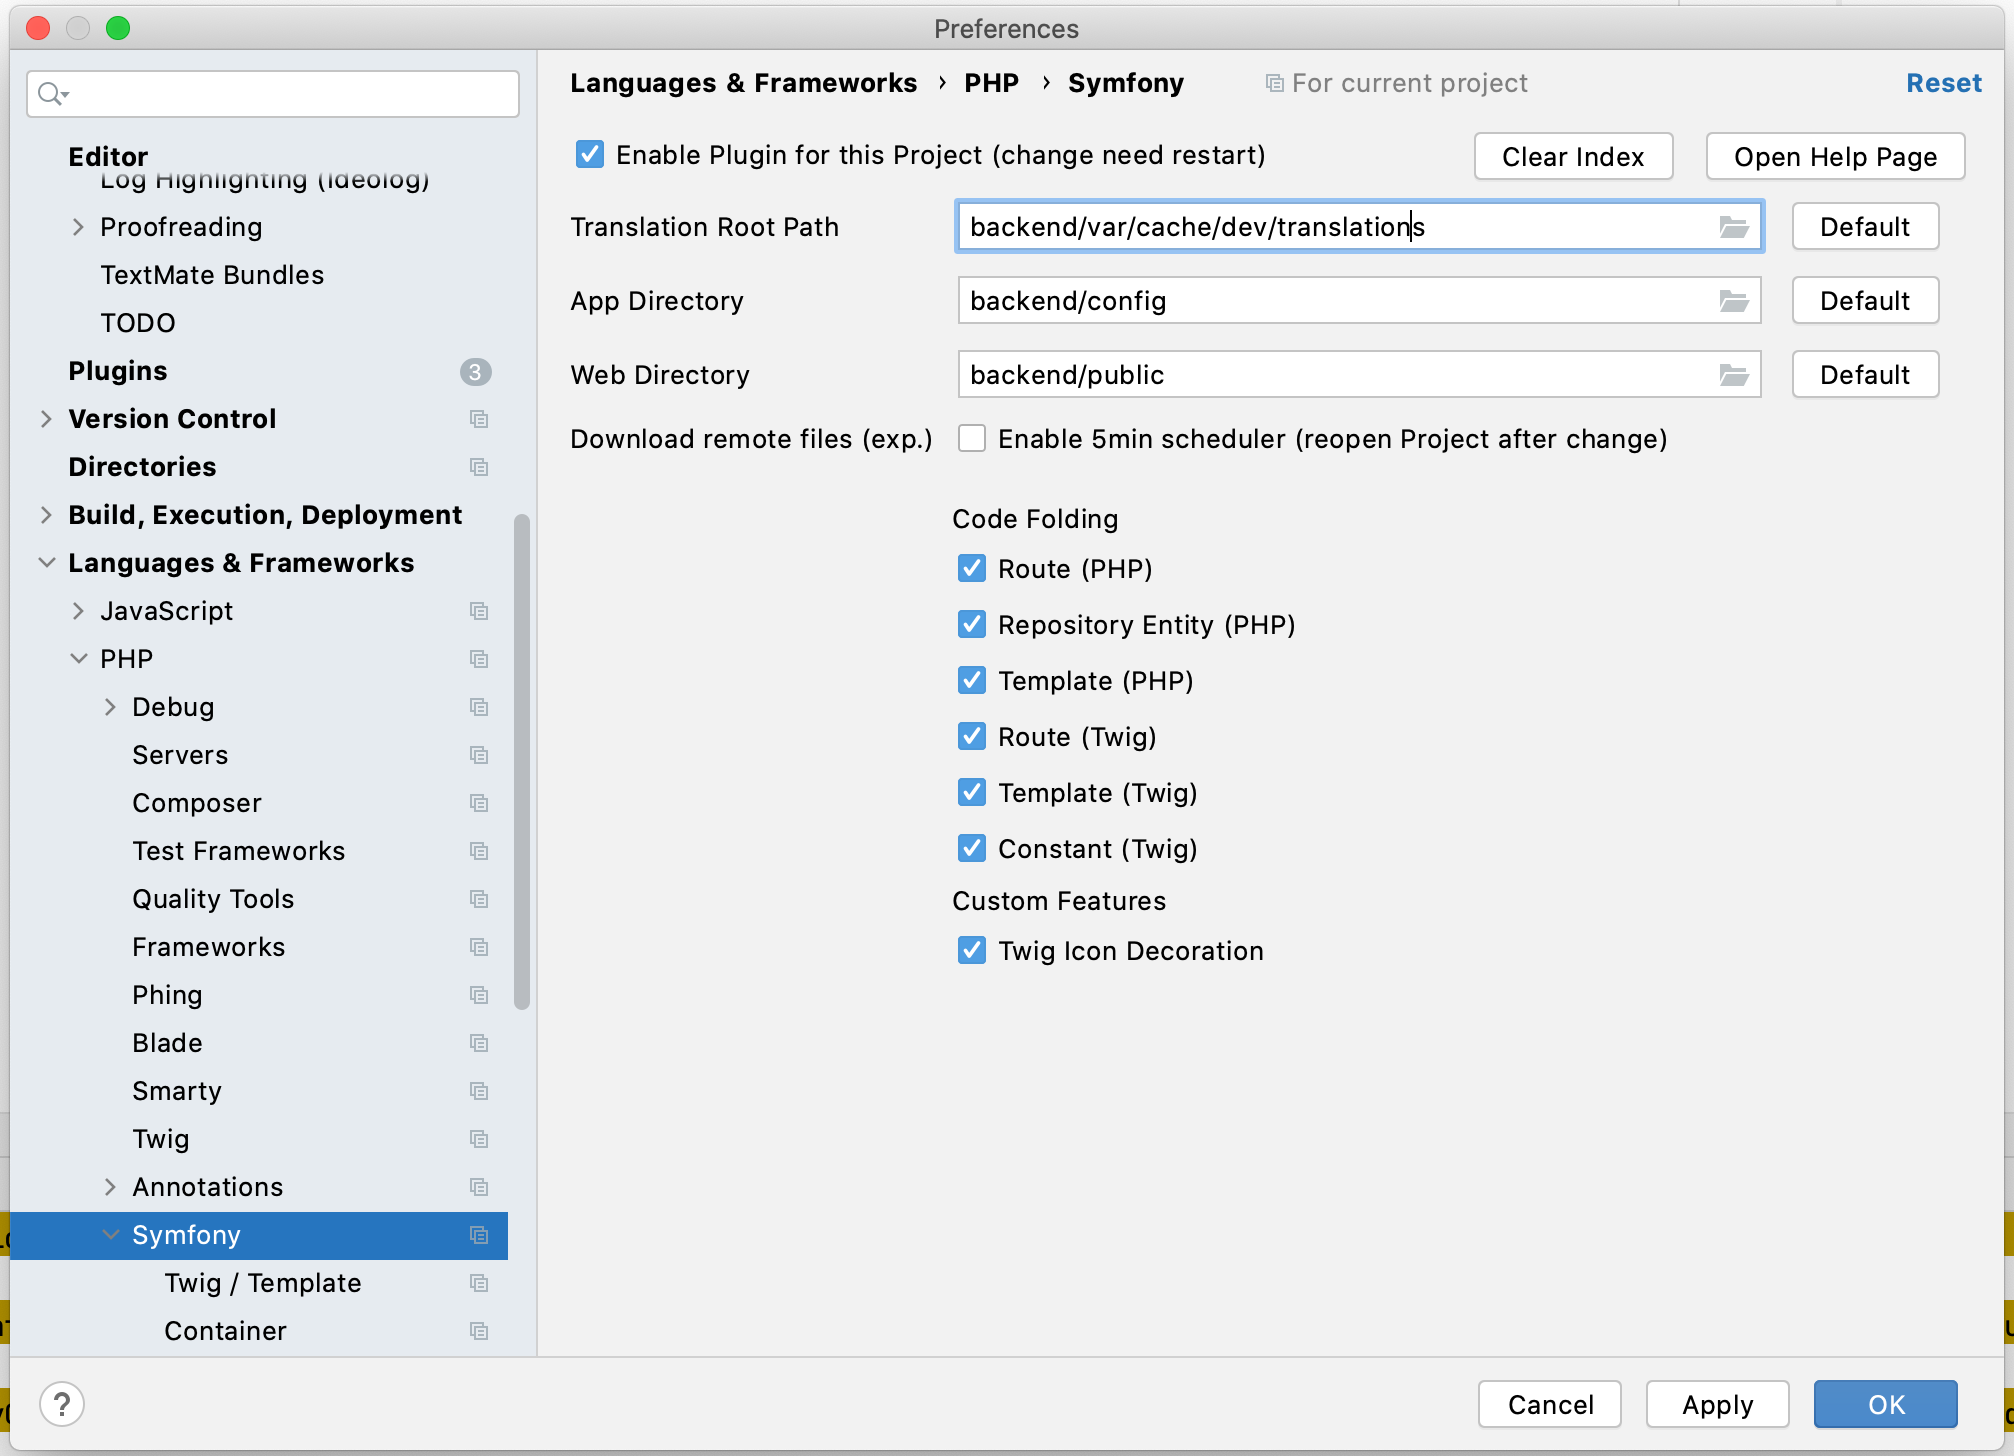 Preferences
Editor
Log Highlighting (Ideolog)
Proofreading
TextMate Bundles
TODO
Plugins
3
Version Control
Directories
Build, Execution, Deployment
Languages & Frameworks
JavaScript
PHP
Debug
Servers
Composer
Test Frameworks
Quality Tools
Frameworks
Phing
Blade
Smarty
Twig
Annotations
Symfony
Twig / Template
Container
Languages & Frameworks › PHP › Symfony
For current project
Reset
Enable Plugin for this Project (change need restart)
Clear Index
Open Help Page
Translation Root Path
backend/var/cache/dev/translations
Default
App Directory
backend/config
Default
Web Directory
backend/public
Default
Download remote files (exp.)
Enable 5min scheduler (reopen Project after change)
Code Folding
Route (PHP)
Repository Entity (PHP)
Template (PHP)
Route (Twig)
Template (Twig)
Constant (Twig)
Custom Features
Twig Icon Decoration
?
Cancel
Apply
OK